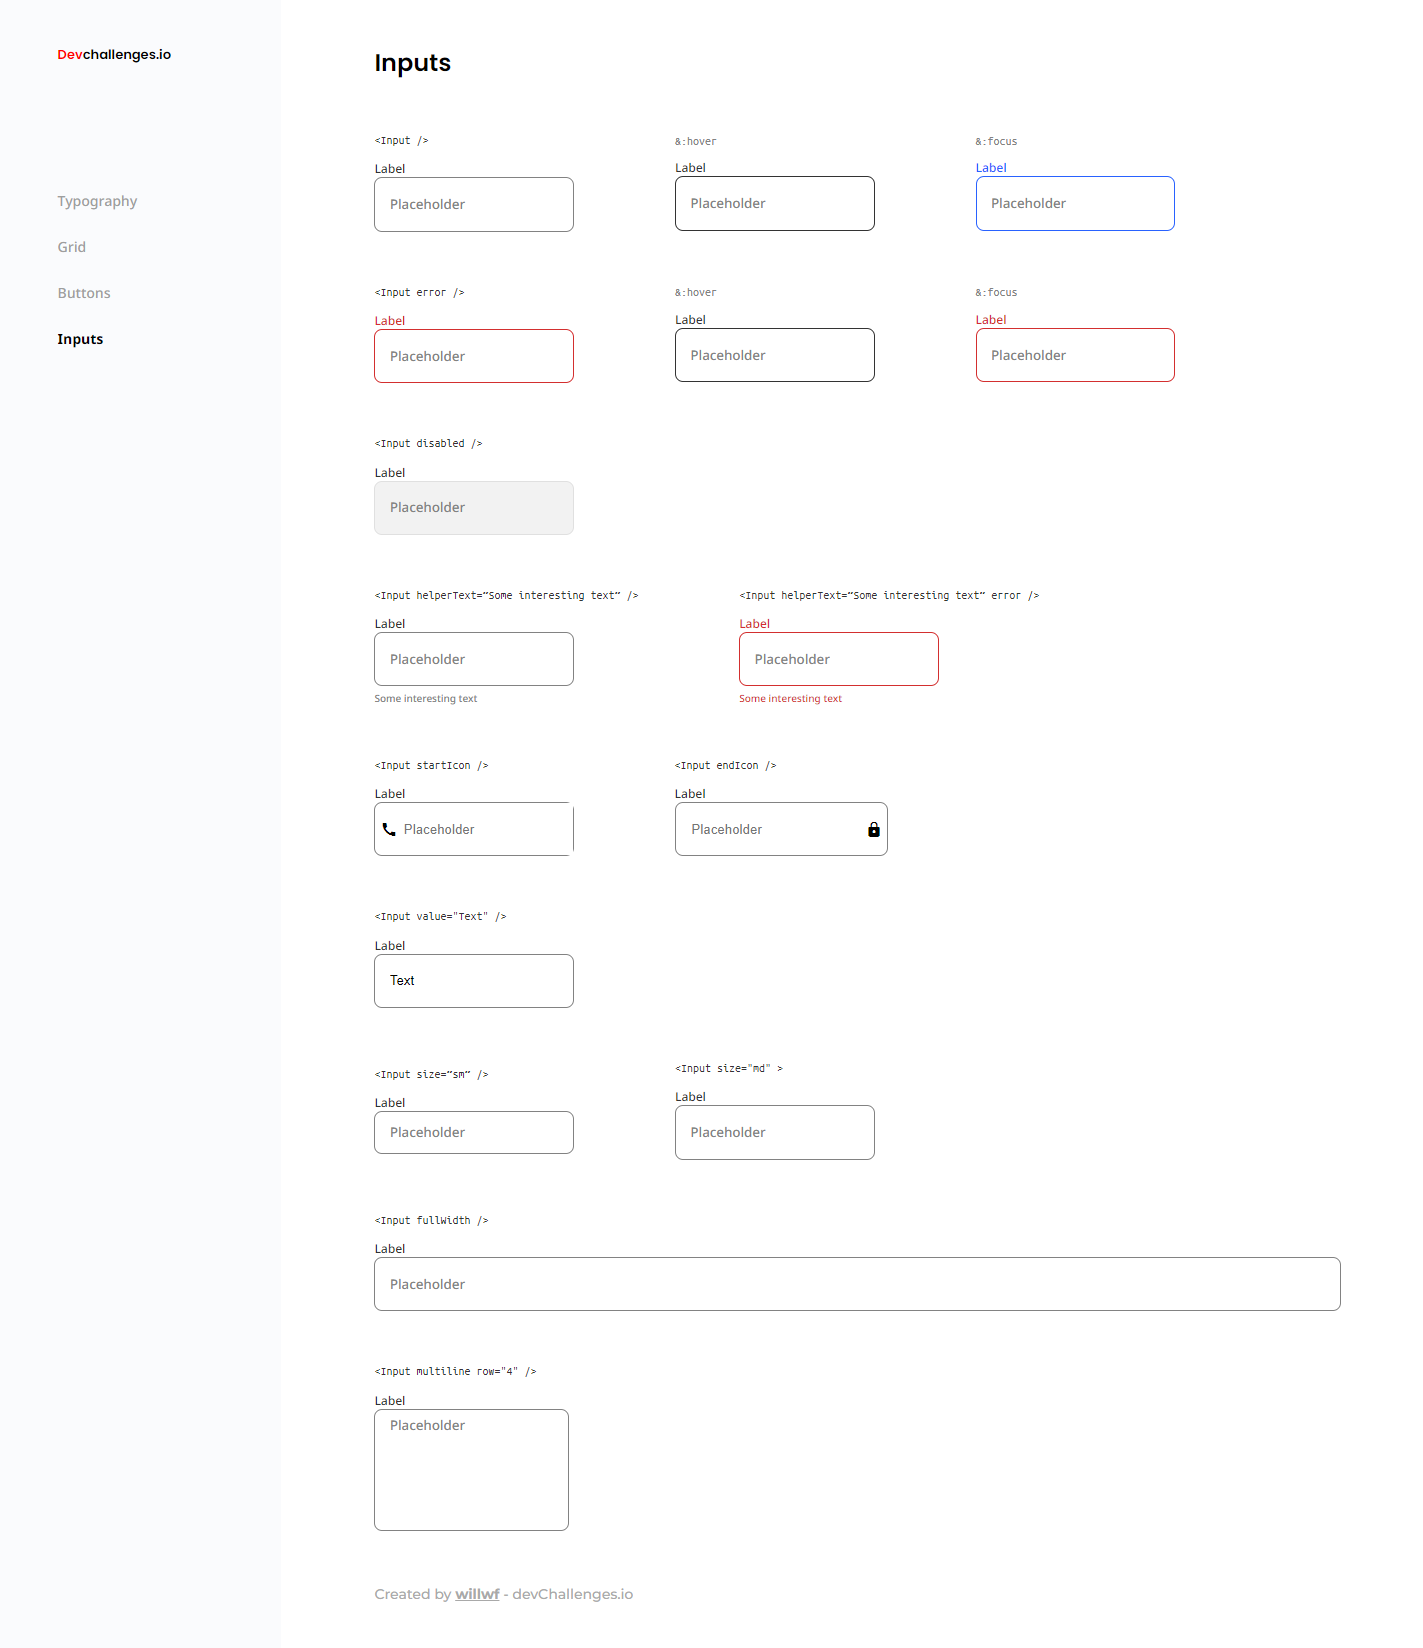 Devchallenges.io
Typography
Grid
Buttons
Inputs
Inputs
<Input />
&:hover
&:focus
Label
Label
Label
Placeholder
Placeholder
Placeholder
<Input error />
&:hover
&:focus
Label
Label
Label
Placeholder
Placeholder
Placeholder
<Input disabled />
Label
Placeholder
<Input helperText=”Some interesting text” />
<Input helperText=”Some interesting text” error />
Label
Label
Placeholder
Placeholder
Some interesting text
Some interesting text
<Input startIcon />
<Input endIcon />
Label
Label
Placeholder
Placeholder
<Input value="Text" />
Label
Text
<Input size=”sm” />
<Input size="md" >
Label
Label
Placeholder
Placeholder
<Input fullWidth />
Label
Placeholder
<Input multiline row="4" />
Label
Placeholder
Created by willwf - devChallenges.io